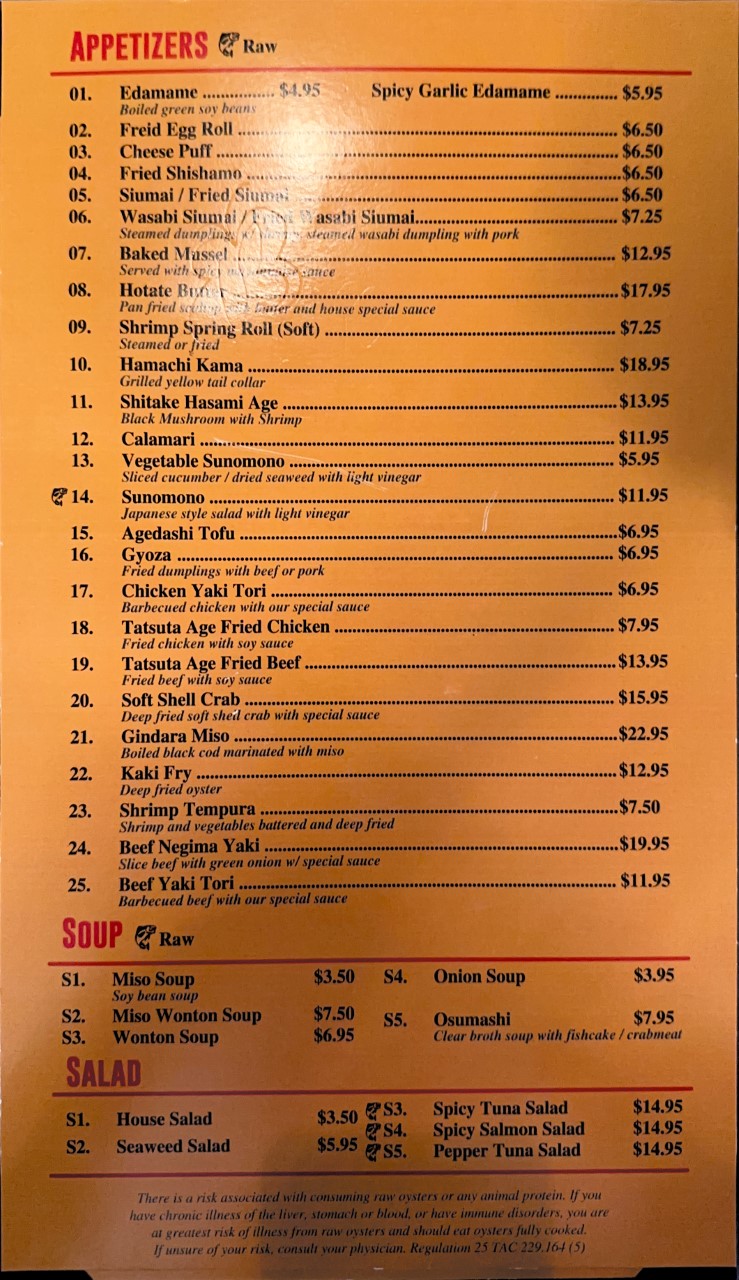 APPETIZERS Raw
01. Edamame ............... $4.95 Spicy Garlic Edamame ............. $5.95
Boiled green soy beans
02. Freid Egg Roll ........ $6.50
03. Cheese Puff ........ $6.50
04. Fried Shishamo ........ $6.50
05. Siumai / Fried Siumai ........ $6.50
06. Wasabi Siumai / Fried Wasabi Siumai........ $7.25
Steamed dumplings w/ shrimp, steamed wasabi dumpling with pork
07. Baked Mussel ........ $12.95
Served with spicy mayonnaise sauce
08. Hotate Butter ........ $17.95
Pan fried scallop with butter and house special sauce
09. Shrimp Spring Roll (Soft) ........ $7.25
Steamed or fried
10. Hamachi Kama ........ $18.95
Grilled yellow tail collar
11. Shitake Hasami Age ........ $13.95
Black Mushroom with Shrimp
12. Calamari ........ $11.95
13. Vegetable Sunomono ........ $5.95
Sliced cucumber / dried seaweed with light vinegar
14. Sunomono ........ $11.95
Japanese style salad with light vinegar
15. Agedashi Tofu ........ $6.95
16. Gyoza ........ $6.95
Fried dumplings with beef or pork
17. Chicken Yaki Tori ........ $6.95
Barbecued chicken with our special sauce
18. Tatsuta Age Fried Chicken ........ $7.95
Fried chicken with soy sauce
19. Tatsuta Age Fried Beef ........ $13.95
Fried beef with soy sauce
20. Soft Shell Crab ........ $15.95
Deep fried soft shell crab with special sauce
21. Gindara Miso ........ $22.95
Boiled black cod marinated with miso
22. Kaki Fry ........ $12.95
Deep fried oyster
23. Shrimp Tempura ........ $7.50
Shrimp and vegetables battered and deep fried
24. Beef Negima Yaki ........ $19.95
Slice beef with green onion w/ special sauce
25. Beef Yaki Tori ........ $11.95
Barbecued beef with our special sauce
SOUP Raw
S1. Miso Soup $3.50 S4. Onion Soup $3.95
Soy bean soup
S2. Miso Wonton Soup $7.50 S5. Osumashi $7.95
S3. Wonton Soup $6.95 Clear broth soup with fishcake / crabmeat
SALAD
S1. House Salad $3.50 S3. Spicy Tuna Salad $14.95
S4. Spicy Salmon Salad $14.95
S2. Seaweed Salad $5.95 S5. Pepper Tuna Salad $14.95
There is a risk associated with consuming raw oysters or any animal protein. If you
have chronic illness of the liver, stomach or blood, or have immune disorders, you are
at greatest risk of illness from raw oysters and should eat oysters fully cooked.
If unsure of your risk, consult your physician. Regulation 25 TAC 229.164 (5)